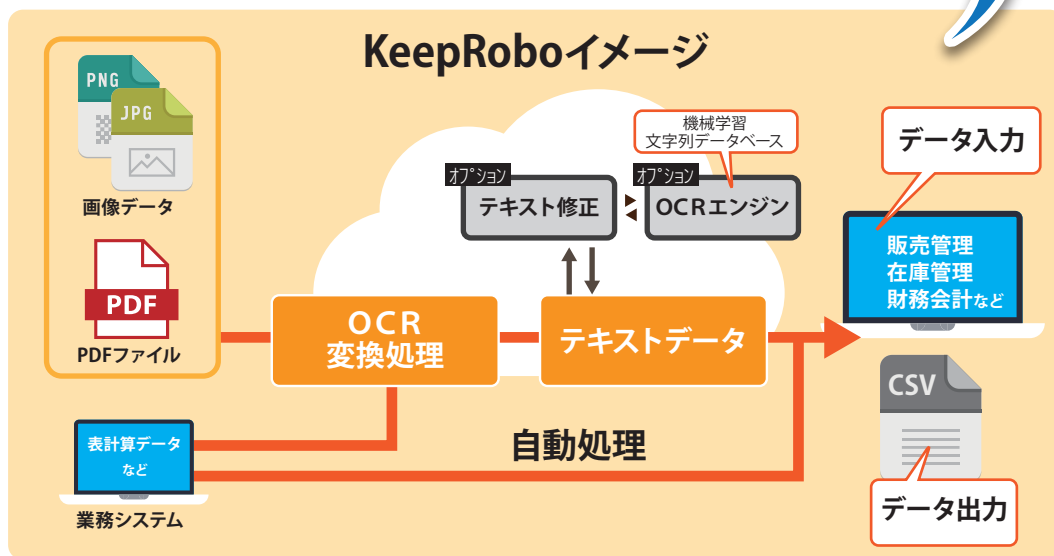 KeepRoboイメージ
PNG
JPG
画像データ
PDF
PDFファイル
表計算データ
など
業務システム
OCR
変換処理
テキストデータ
オプション
テキスト修正
オプション
OCRエンジン
機械学習
文字列データベース
自動処理
データ入力
販売管理
在庫管理
財務会計など
CSV
データ出力